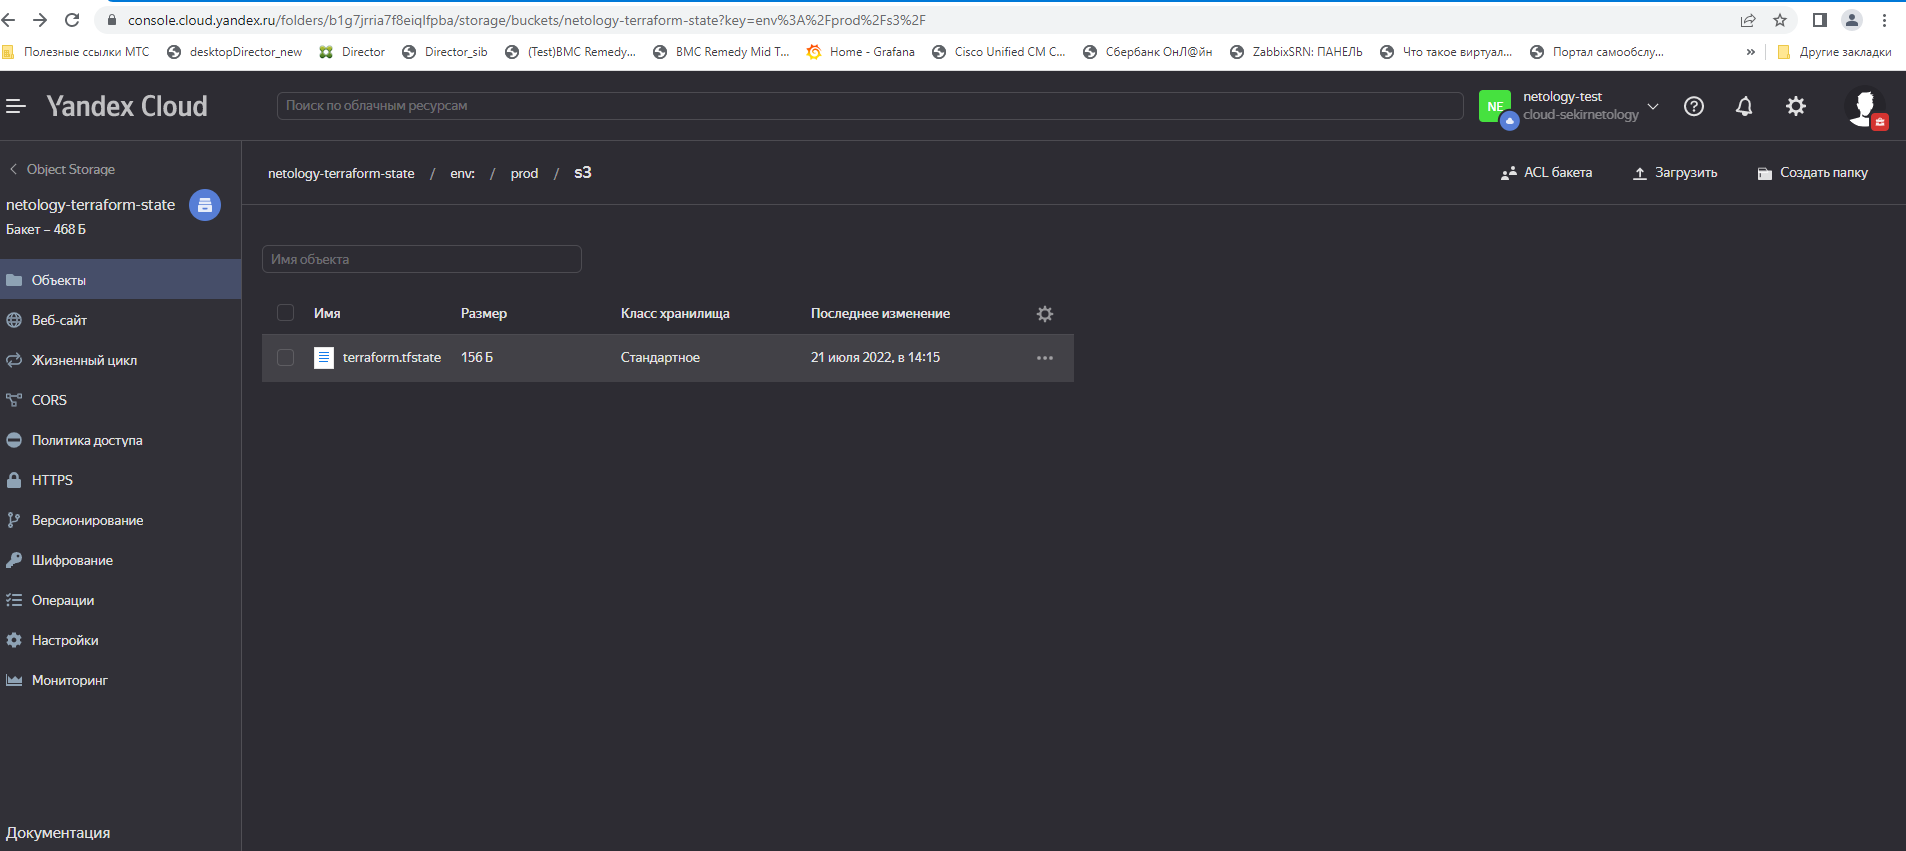 console.cloud.yandex.ru/folders/b1g7jrria7f8eiqlfpba/storage/buckets/netology-terraform-state?key=env%3A%2Fprod%2Fs3%2F
Полезные ссылки МТС desktopDirector_new Director Director_sib (Test)BMC Remedy... BMC Remedy Mid T... Home - Grafana Cisco Unified CM C... Сбербанк ОнЛ@йн ZabbixSRN: ПАНЕЛЬ Что такое виртуал... Портал самообслу... » Другие закладки
Yandex Cloud
Поиск по облачным ресурсам
NE
netology-test
cloud-sekirnetology
Object Storage
netology-terraform-state
Бакет – 468 Б
Объекты
Веб-сайт
Жизненный цикл
CORS
Политика доступа
HTTPS
Версионирование
Шифрование
Операции
Настройки
Мониторинг
Документация
netology-terraform-state / env: / prod / s3
ACL бакета Загрузить Создать папку
Имя объекта
Имя Размер Класс хранилища Последнее изменение
terraform.tfstate 156 Б Стандартное 21 июля 2022, в 14:15